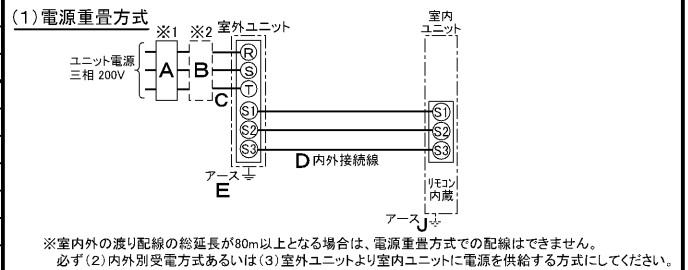 (1)電源重畳方式
※1 ※2 室外ユニット
室内
ユニット
ユニット電源
三相 200V
A B
C
R
S
T
S1 S1
S2 S2
S3 S3
D 内外接続線
アース
E
リモコン
内蔵
アース J
※室内外の渡り配線の総延長が80m以上となる場合は、電源重畳方式での配線はできません。
必ず(2)内外別受電方式あるいは(3)室外ユニットより室内ユニットに電源を供給する方式にしてください。